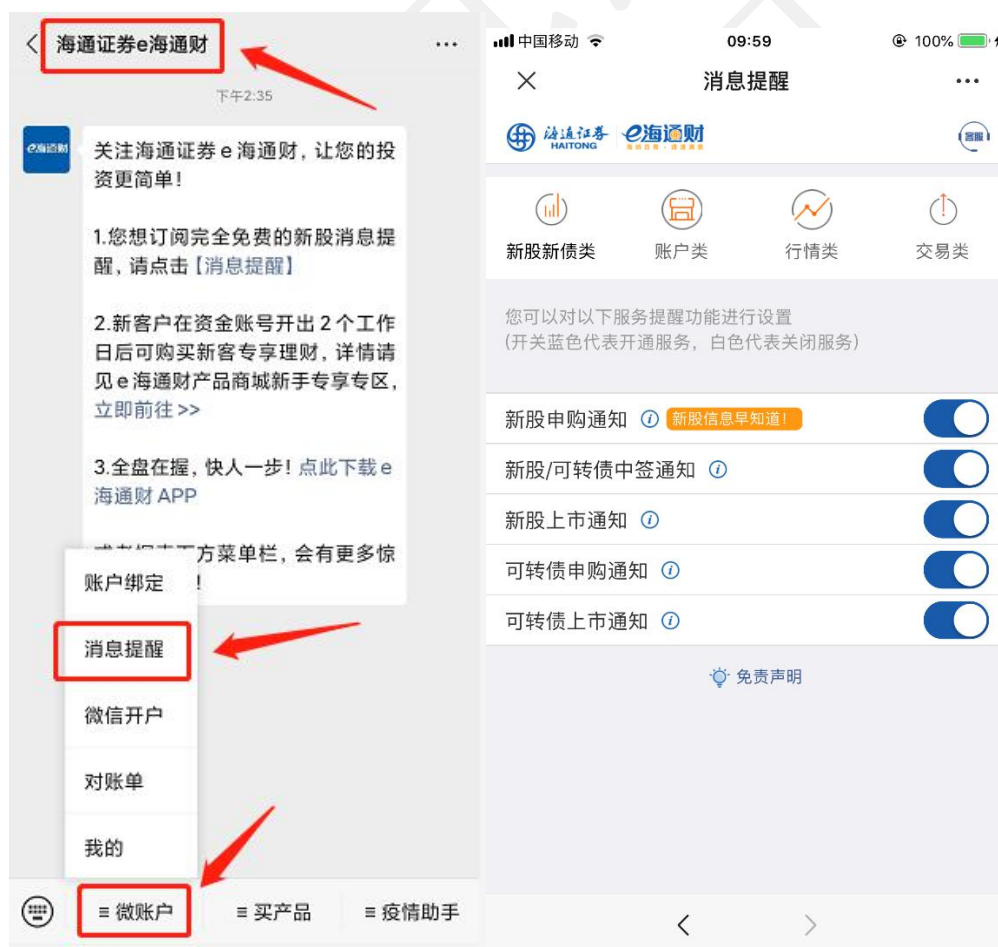 海通证券e海通财
下午2:35
e海通财
关注海通证券e海通财，让您的投
资更简单！
1.您想订阅完全免费的新股消息提
醒，请点击【消息提醒】
2.新客户在资金账号开出2个工作
日后可购买新客专享理财，详情请
见e海通财产品商城新手专享专区，
立即前往>>
3.全盘在握，快人一步！点此下载e
海通财APP
方菜单栏，会有更多惊
！
账户绑定
消息提醒
微信开户
对账单
我的
微账户
买产品
疫情助手
中国移动
09:59
100%
消息提醒
海通证券
HAITONG
e海通财
客服
新股新债类
账户类
行情类
交易类
您可以对以下服务提醒功能进行设置
(开关蓝色代表开通服务，白色代表关闭服务)
新股申购通知
新股信息早知道！
新股/可转债中签通知
新股上市通知
可转债申购通知
可转债上市通知
免责声明